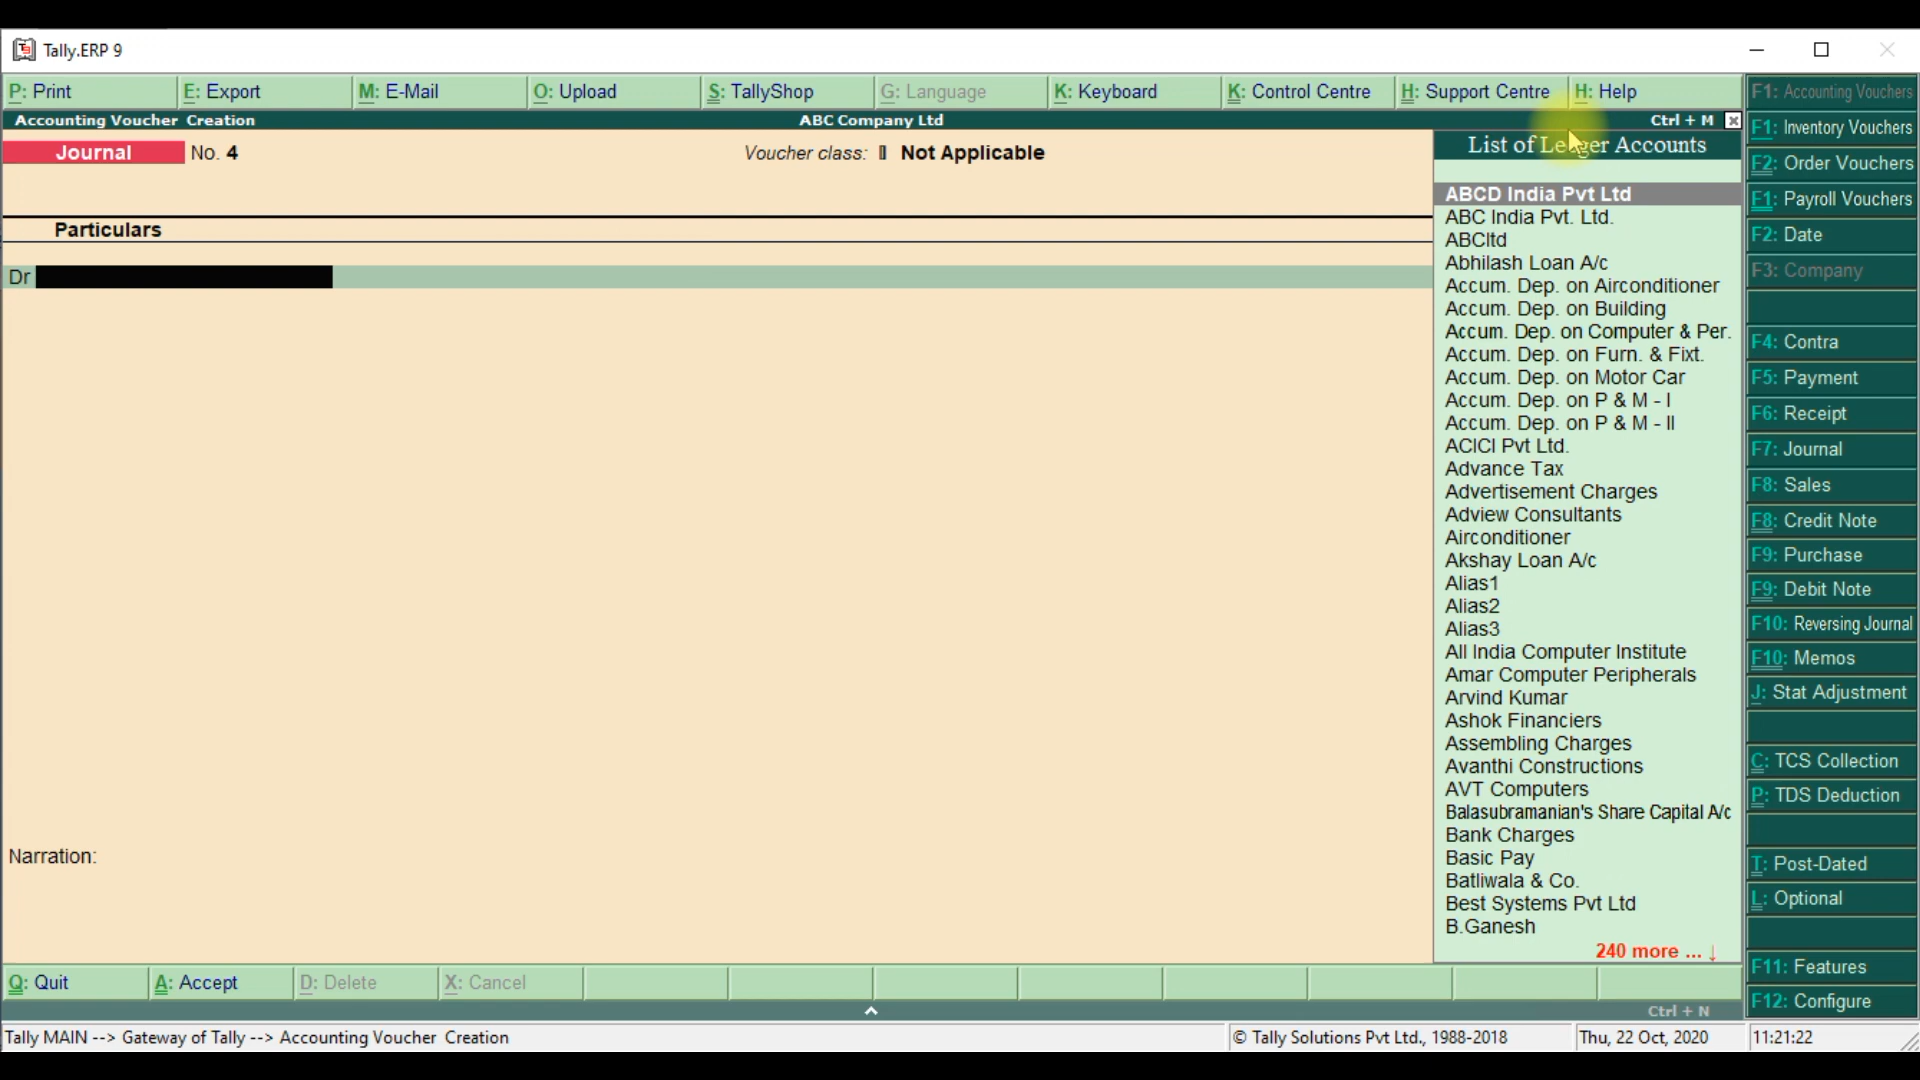 Tally.ERP 9
P: Print E: Export M: E-Mail O: Upload S: TallyShop G: Language K: Keyboard K: Control Centre H: Support Centre H: Help
Accounting Voucher Creation ABC Company Ltd Ctrl + M
Journal No. 4 Voucher class: Not Applicable
Particulars
Dr
Narration:
List of Ledger Accounts
ABCD India Pvt Ltd
ABC India Pvt. Ltd.
ABCltd
Abhilash Loan A/c
Accum. Dep. on Airconditioner
Accum. Dep. on Building
Accum. Dep. on Computer & Per.
Accum. Dep. on Furn. & Fixt.
Accum. Dep. on Motor Car
Accum. Dep. on P & M - I
Accum. Dep. on P & M - II
ACICI Pvt Ltd.
Advance Tax
Advertisement Charges
Adview Consultants
Airconditioner
Akshay Loan A/c
Alias1
Alias2
Alias3
All India Computer Institute
Amar Computer Peripherals
Arvind Kumar
Ashok Financiers
Assembling Charges
Avanthi Constructions
AVT Computers
Balasubramanian's Share Capital A/c
Bank Charges
Basic Pay
Batliwala & Co.
Best Systems Pvt Ltd
B.Ganesh
240 more ... ↓
F1: Accounting Vouchers
F1: Inventory Vouchers
F2: Order Vouchers
F1: Payroll Vouchers
F2: Date
F3: Company
F4: Contra
F5: Payment
F6: Receipt
F7: Journal
F8: Sales
F8: Credit Note
F9: Purchase
F9: Debit Note
F10: Reversing Journal
F10: Memos
J: Stat Adjustment
C: TCS Collection
P: TDS Deduction
T: Post-Dated
L: Optional
F11: Features
F12: Configure
Q: Quit A: Accept D: Delete X: Cancel
Ctrl + N
Tally MAIN --> Gateway of Tally --> Accounting Voucher Creation © Tally Solutions Pvt Ltd., 1988-2018 Thu, 22 Oct, 2020 11:21:22